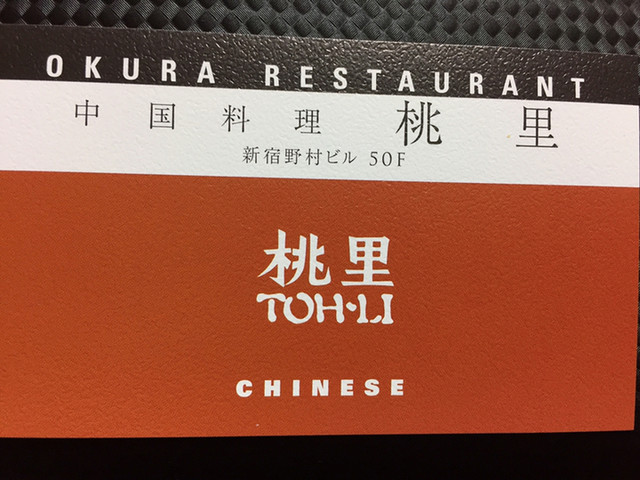 OKURA RESTAURANT
中国料理 桃里
新宿野村ビル 50F
桃里
TOH-LI
CHINESE